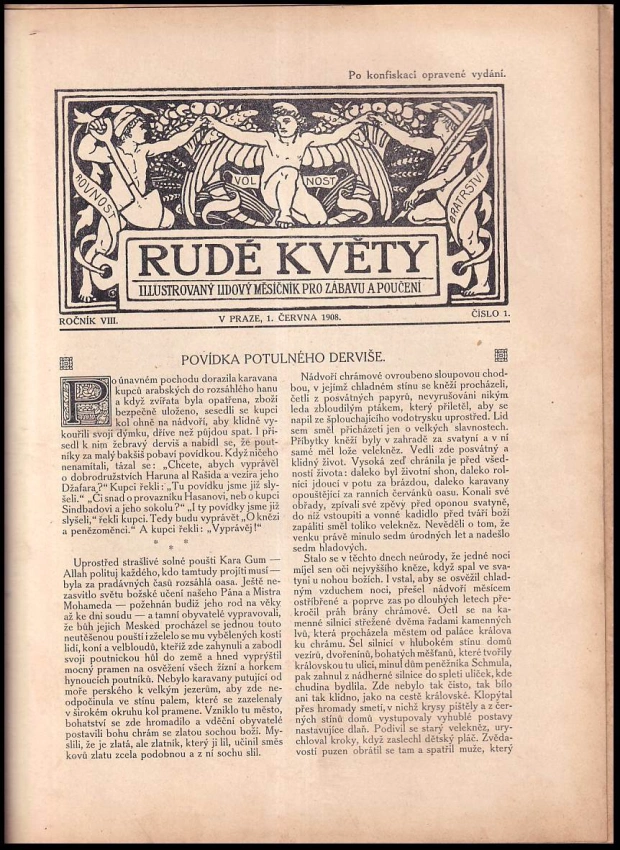 Po konfiskaci opravené vydání.
ROVNOST
VOLNOST
BRATRSTVÍ
RUDÉ KVĚTY
ILLUSTROVANÝ LIDOVÝ MĚSÍČNÍK PRO ZÁBAVU A POUČENÍ
ROČNÍK VIII.
V PRAZE, 1. ČERVNA 1908.
ČÍSLO 1.
POVÍDKA POTULNÉHO DERVIŠE.
Po únavném pochodu dorazila karavana
kupců arabských do rozsáhlého hanu
a když zvířata byla opatřena, zboží
bezpečně uloženo, sesedli se kupci
kol ohně na nádvoří, aby klidně vy-
kouřili svoji dýmku, dříve než půjdou spat. I při-
sedl k nim žebravý derviš a nabídl se, že pout-
níky za malý bakšiš pobaví povídkou. Když ničeho
nenamítali, tázal se: „Chcete, abych vyprávěl
o dobrodružstvích Haruna al Rašída a vezíra jeho
Džafara?“ Kupci řekli: „Tu povídku jsme již sly-
šeli.“ „Či snad o provazníku Hasanovi, neb o kupci
Sindbadovi a jeho sokolu?“ „I ty povídky jsme již
slyšeli,“ řekli kupci. Tedy budu vyprávět „O knězi
a penězoměnci.“ A kupci řekli: „Vyprávěj!“
* * *
Uprostřed strašlivé solné pouště Kara Gum —
Allah polituj každého, kdo tamtudy projíti musí —
byla za pradávných časů rozsáhlá oasa. Ještě ne-
zasvitlo světu božské učení našeho Pána a Mistra
Mohameda — požehnán budiž jeho rod na věky
až ke dni soudu — a tamní obyvatelé vypravovali,
že bůh jejich Mesked procházel se jednou touto
neutěšenou pouští i zželelo se mu vybělených kostí
lidí, koní a velbloudů, kteříž zde zahynuli a zabodl
svoji poutnickou hůl do země a hned vyprýštil
mocný pramen na osvěžení všech žízní a horkem
hynoucích poutníků. Nebylo karavany putující od
moře perského k velkým jezerům, aby zde ne-
odpočinula ve stínu palem, které se zazelenaly
v širokém okruhu kol pramene. Vzniklo tu město,
bohatství se zde hromadilo a vděční obyvatelé
postavili bohu chrám se zlatou sochou boží. My-
slili, že je zlatá, ale zlatník, který ji lil, učinil směs
kovů zlatu zcela podobnou a z ní sochu slil.
Nádvoří chrámové ovroubeno sloupovou chod-
bou, v jejímž chladném stínu se kněží procházeli,
četli z posvátných papyrů, nevyrušováni nikým
leda zbloudilým ptákem, který přiletěl, aby se
napil ze šplouchajícího vodotrysku uprostřed. Lid
sem směl přicházeti jen o velkých slavnostech.
Příbytky kněží byly v zahradě za svatyní a v ní
samé měl lože velekněz. Vedli zde posvátný a
klidný život. Vysoká zeď chránila je před všed-
ností života: daleko byl životní shon, daleko rol-
níci jdoucí v potu za brázdou, daleko karavany
opouštějící za ranních červánků oasu. Konali své
obřady, zpívali své zpěvy před oponou svatyně,
do níž vstoupiti a vonné kadidlo před tváří boží
zapáliti směl toliko velekněz. Nevěděli o tom, že
venku právě minulo sedm úrodných let a nadešlo
sedm hladových.
Stalo se v těchto dnech neúrody, že jedné noci
míjel sen oči nejvyššího kněze, když spal ve sva-
tyni u nohou božích. I vstal, aby se osvěžil chlad-
ným vzduchem nocí, přešel nádvoří měsícem
ostříbřené a poprve zas po dlouhých letech pře-
kročil práh brány chrámové. Octl se na ka-
menné silnici střežené dvěma řadami kamenných
lvů, která procházela městem od paláce králova
ku chrámu. Šel silnicí v hlubokém stínu domů
vezírů, dvořenínů, bohatých měšťanů, které tvořily
královskou tu ulici, minul dům peněžníka Schmula,
pak zahnul z nádherné silnice do spleti uliček, kde
chudina bydlila. Zde nebylo tak čisto, tak bílo
ani tak klidno, jako na cestě královské. Klopýtal
přes hromady smetí, v nichž krysy pištěly a z čer-
ných stínů domů vystupovaly vyhublé postavy
nastavujíce dlaň. Podivil se starý velekněz, ury-
chloval kroky, když zaslechl dětský pláč. Zvěda-
vostí puzen obrátil se tam a spatřil muže, který